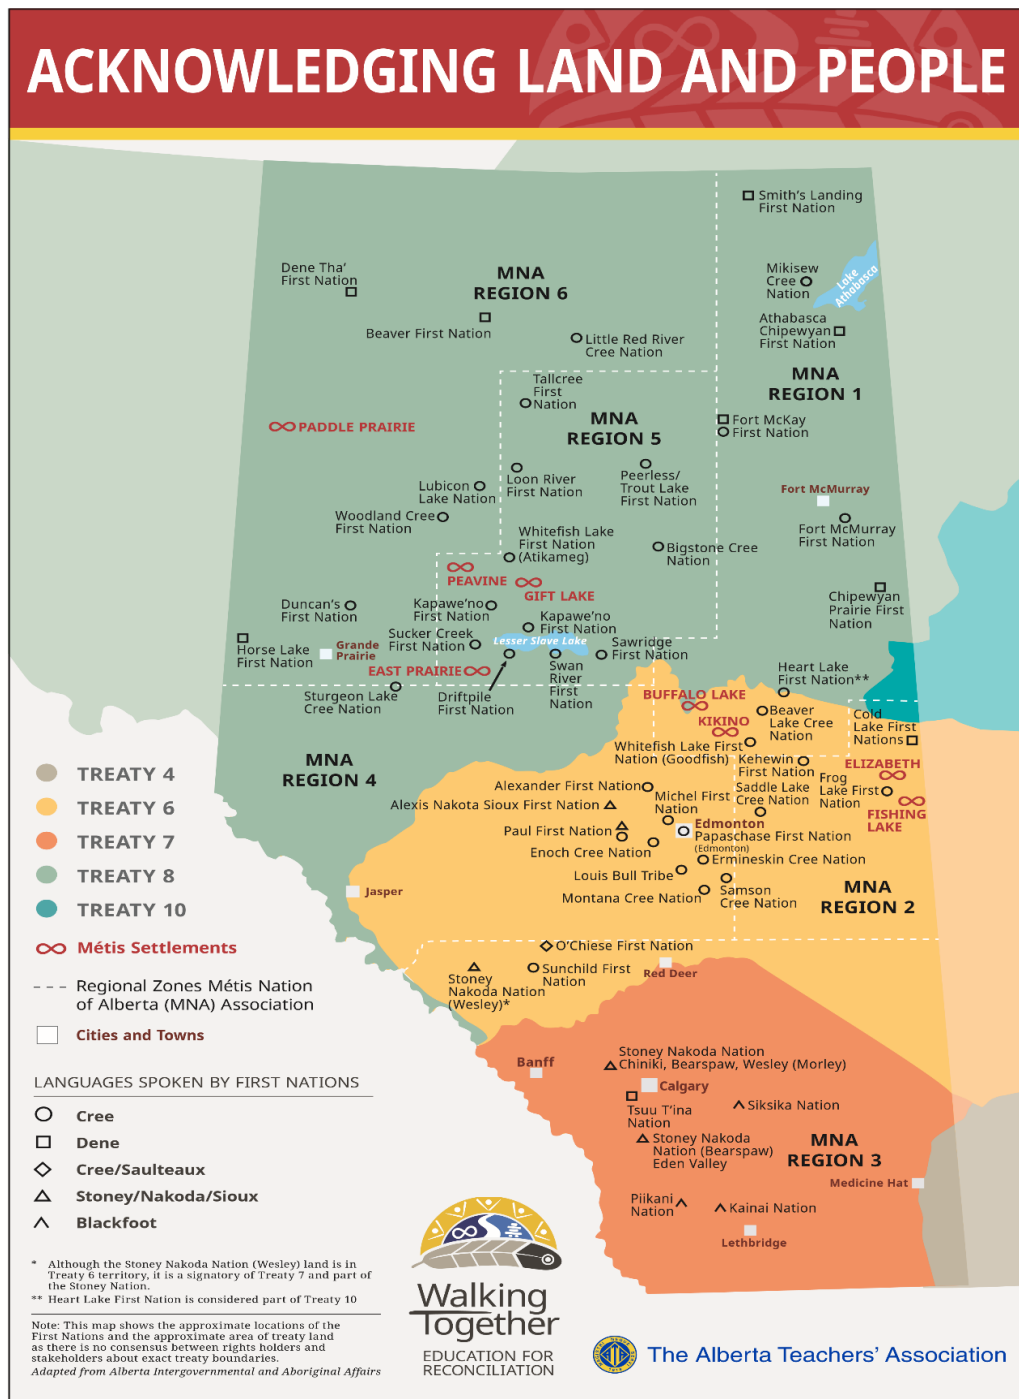 ACKNOWLEDGING LAND AND PEOPLE
Smith's Landing
First Nation
Dene Tha'
First Nation
MNA
REGION 6
Mikisew
Cree
Nation
Lake
Athabasca
Beaver First Nation
Athabasca
Chipewyan
First Nation
Little Red River
Cree Nation
MNA
REGION 1
Tallcree
First
Nation
MNA
REGION 5
PADDLE PRAIRIE
Fort McKay
First Nation
Lubicon
Lake Nation
Loon River
First Nation
Peerless/
Trout Lake
First Nation
Fort McMurray
Woodland Cree
First Nation
Fort McMurray
First Nation
Whitefish Lake
First Nation
(Atikameg)
Bigstone Cree
Nation
PEAVINE
GIFT LAKE
Chipewyan
Prairie First
Nation
Duncan's
First Nation
Kapawe'no
First Nation
Kapawe'no
First Nation
Sucker Creek
First Nation
Lesser Slave Lake
Sawridge
First Nation
Horse Lake
First Nation
Grande
Prairie
EAST PRAIRIE
Swan
River
First
Nation
Heart Lake
First Nation**
Sturgeon Lake
Cree Nation
Driftpile
First Nation
BUFFALO LAKE
Beaver
Lake Cree
Nation
Cold
Lake First
Nations
KIKINO
Whitefish Lake First
Nation (Goodfish)
Kehewin
First Nation
ELIZABETH
MNA
REGION 4
Alexander First Nation
Saddle Lake
Cree Nation
Frog
Lake First
Nation
Alexis Nakota Sioux First Nation
Michel First
Nation
FISHING
LAKE
Paul First Nation
Edmonton
Papaschase First Nation
(Edmonton)
Enoch Cree Nation
Ermineskin Cree Nation
Louis Bull Tribe
Montana Cree Nation
Samson
Cree Nation
MNA
REGION 2
Jasper
O'Chiese First Nation
Stoney
Nakoda Nation
(Wesley)*
Sunchild First
Nation
Red Deer
Banff
Stoney Nakoda Nation
Chiniki, Bearspaw, Wesley (Morley)
Calgary
Tsuu T'ina
Nation
Siksika Nation
Stoney Nakoda
Nation (Bearspaw)
Eden Valley
MNA
REGION 3
Medicine Hat
Piikani
Nation
Kainai Nation
Lethbridge
TREATY 4
TREATY 6
TREATY 7
TREATY 8
TREATY 10
Métis Settlements
Regional Zones Métis Nation
of Alberta (MNA) Association
Cities and Towns
LANGUAGES SPOKEN BY FIRST NATIONS
Cree
Dene
Cree/Saulteaux
Stoney/Nakoda/Sioux
Blackfoot
* Although the Stoney Nakoda Nation (Wesley) land is in
Treaty 6 territory, it is a signatory of Treaty 7 and part of
the Stoney Nation.
** Heart Lake First Nation is considered part of Treaty 10
Note: This map shows the approximate locations of the
First Nations and the approximate area of treaty land
as there is no consensus between rights holders and
stakeholders about exact treaty boundaries.
Adapted from Alberta Intergovernmental and Aboriginal Affairs
Walking
Together
EDUCATION FOR
RECONCILIATION
The Alberta Teachers' Association